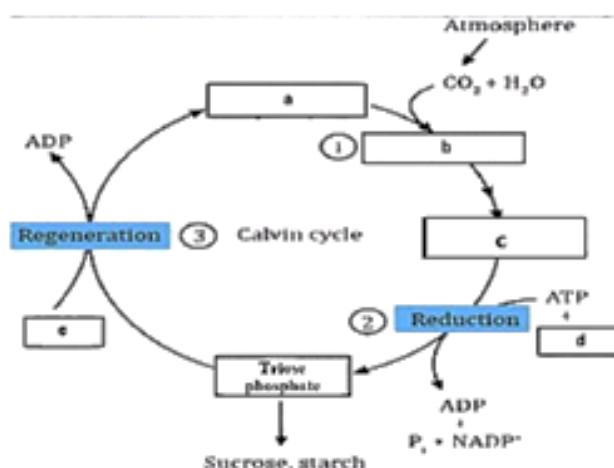 Atmosphere
CO₂ + H₂O
a
1
b
ADP
Regeneration
3
Calvin cycle
c
ATP
+
2
Reduction
d
e
Triose
phosphate
ADP
+
Pᵢ + NADP⁺
Sucrose, starch